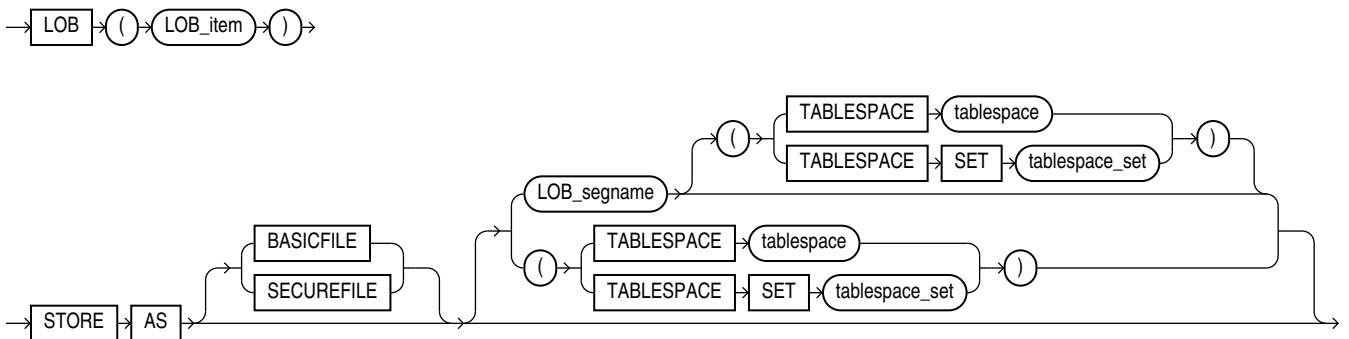 LOB ( LOB_item )
( TABLESPACE tablespace )
TABLESPACE SET tablespace_set
LOB_segname
BASICFILE ( TABLESPACE tablespace )
SECUREFILE TABLESPACE SET tablespace_set
STORE AS